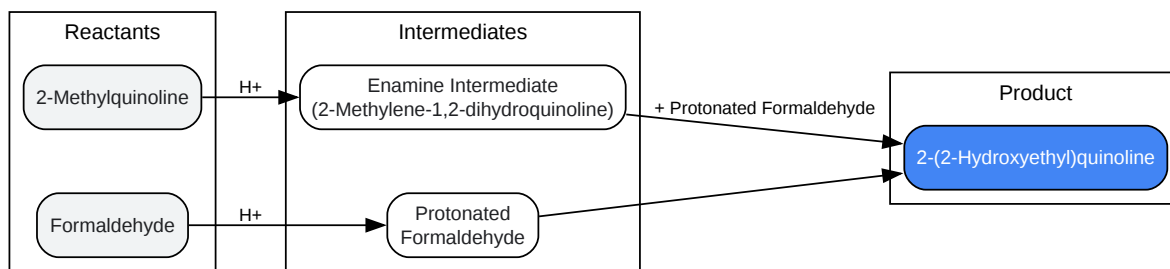 Reactants
2-Methylquinoline
Formaldehyde
H+
H+
Intermediates
Enamine Intermediate
(2-Methylene-1,2-dihydroquinoline)
Protonated
Formaldehyde
+ Protonated Formaldehyde
Product
2-(2-Hydroxyethyl)quinoline